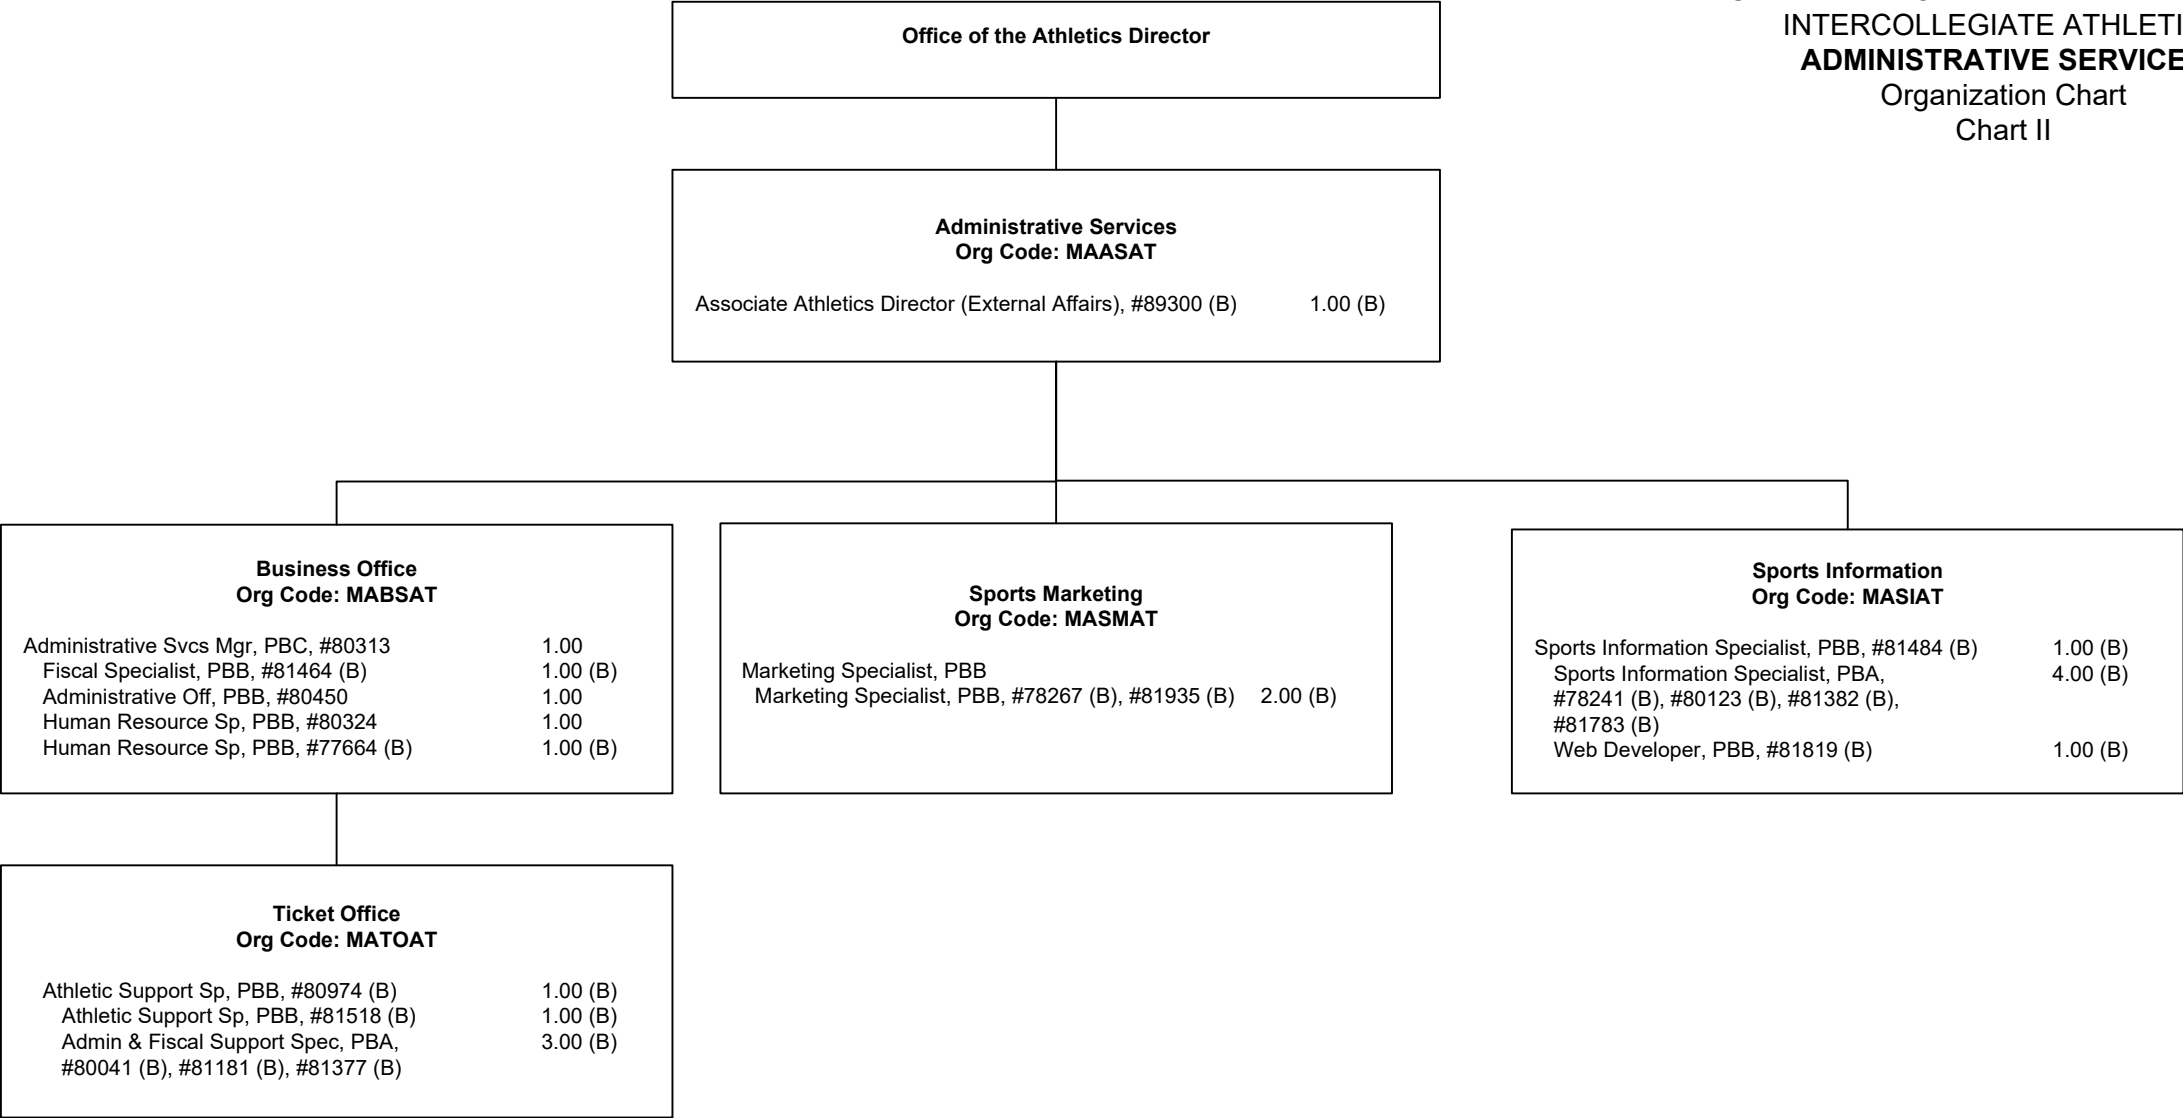 INTERCOLLEGIATE ATHLETI
ADMINISTRATIVE SERVICE
Organization Chart
Chart II
Office of the Athletics Director
Administrative Services
Org Code: MAASAT
Associate Athletics Director (External Affairs), #89300 (B) 1.00 (B)
Business Office
Org Code: MABSAT
Administrative Svcs Mgr, PBC, #80313 1.00
Fiscal Specialist, PBB, #81464 (B) 1.00 (B)
Administrative Off, PBB, #80450 1.00
Human Resource Sp, PBB, #80324 1.00
Human Resource Sp, PBB, #77664 (B) 1.00 (B)
Sports Marketing
Org Code: MASMAT
Marketing Specialist, PBB
Marketing Specialist, PBB, #78267 (B), #81935 (B) 2.00 (B)
Sports Information
Org Code: MASIAT
Sports Information Specialist, PBB, #81484 (B) 1.00 (B)
Sports Information Specialist, PBA, 4.00 (B)
#78241 (B), #80123 (B), #81382 (B),
#81783 (B)
Web Developer, PBB, #81819 (B) 1.00 (B)
Ticket Office
Org Code: MATOAT
Athletic Support Sp, PBB, #80974 (B) 1.00 (B)
Athletic Support Sp, PBB, #81518 (B) 1.00 (B)
Admin & Fiscal Support Spec, PBA, 3.00 (B)
#80041 (B), #81181 (B), #81377 (B)